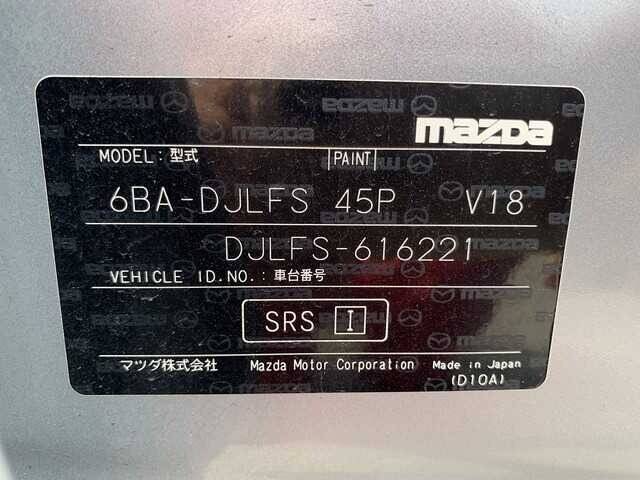 mazda
MODEL:型式 PAINT
6BA-DJLFS 45P V18
DJLFS-616221
VEHICLE ID.NO.:車台番号
SRS I
マツダ株式会社 Mazda Motor Corporation Made in Japan
(D10A)